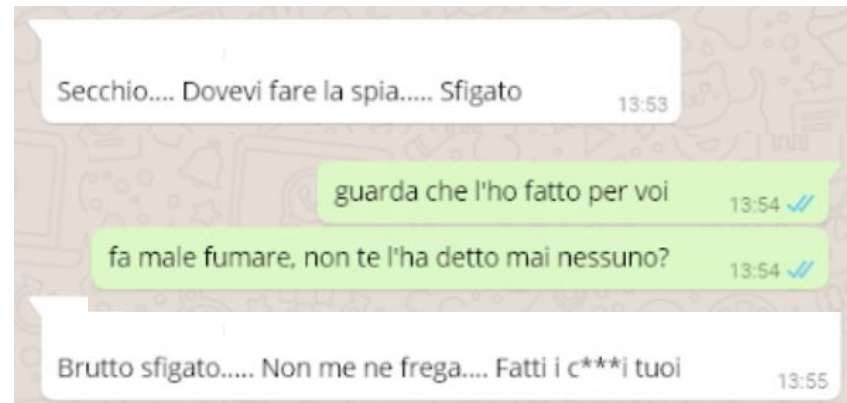 Secchio.... Dovevi fare la spia..... Sfigato 13:53
guarda che l'ho fatto per voi 13:54
fa male fumare, non te l'ha detto mai nessuno? 13:54
Brutto sfigato..... Non me ne frega.... Fatti i c***i tuoi 13:55